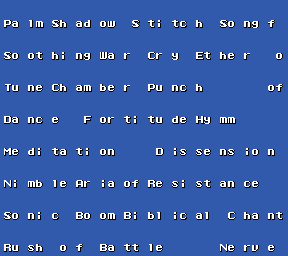 Palm Shadow Stitch Song f
Soothing War Cry Ether o
Tune Chamber Punch of
Dance Fortitude Hymm
Meditation Dissension
Nimble Aria of Resistance
Sonic Boom Biblical Chant
Rush of Battle Nerve